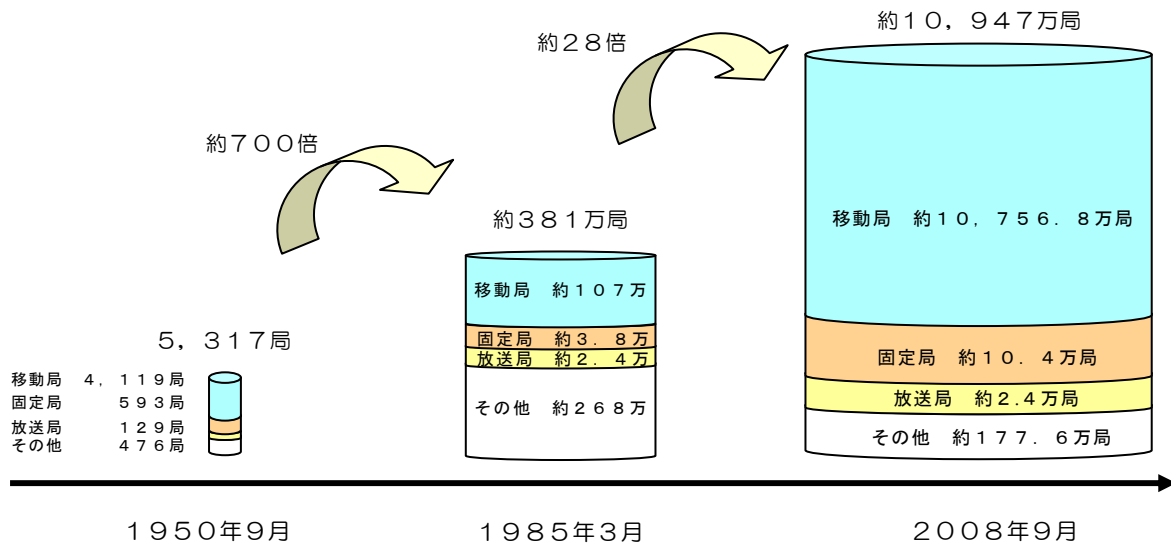 約１０，９４７万局
約２８倍
約７００倍
約３８１万局
５，３１７局
移動局　４，１１９局
固定局　５９３局
放送局　１２９局
その他　４７６局
移動局　約１０７万
固定局　約３．８万
放送局　約２．４万
その他　約２６８万
移動局　約１０，７５６．８万局
固定局　約１０．４万局
放送局　約２.４万局
その他　約１７７．６万局
１９５０年９月
１９８５年３月
２００８年９月